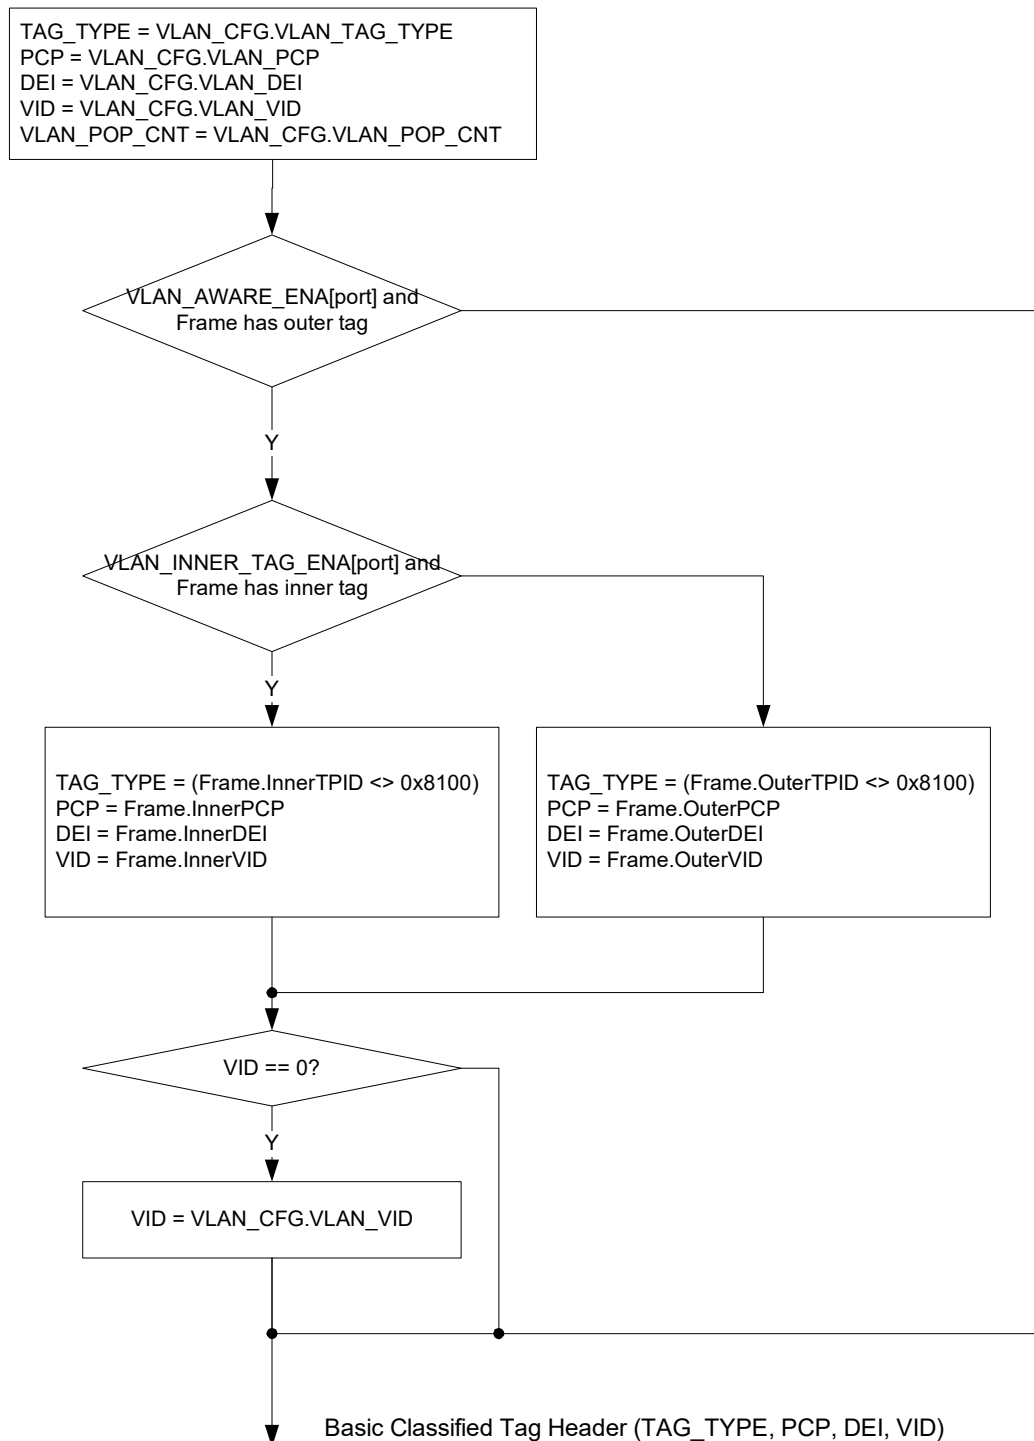 TAG_TYPE = VLAN_CFG.VLAN_TAG_TYPE
PCP = VLAN_CFG.VLAN_PCP
DEI = VLAN_CFG.VLAN_DEI
VID = VLAN_CFG.VLAN_VID
VLAN_POP_CNT = VLAN_CFG.VLAN_POP_CNT
VLAN_AWARE_ENA[port] and
Frame has outer tag
Y
VLAN_INNER_TAG_ENA[port] and
Frame has inner tag
Y
TAG_TYPE = (Frame.InnerTPID <> 0x8100)
PCP = Frame.InnerPCP
DEI = Frame.InnerDEI
VID = Frame.InnerVID
TAG_TYPE = (Frame.OuterTPID <> 0x8100)
PCP = Frame.OuterPCP
DEI = Frame.OuterDEI
VID = Frame.OuterVID
VID == 0?
Y
VID = VLAN_CFG.VLAN_VID
Basic Classified Tag Header (TAG_TYPE, PCP, DEI, VID)